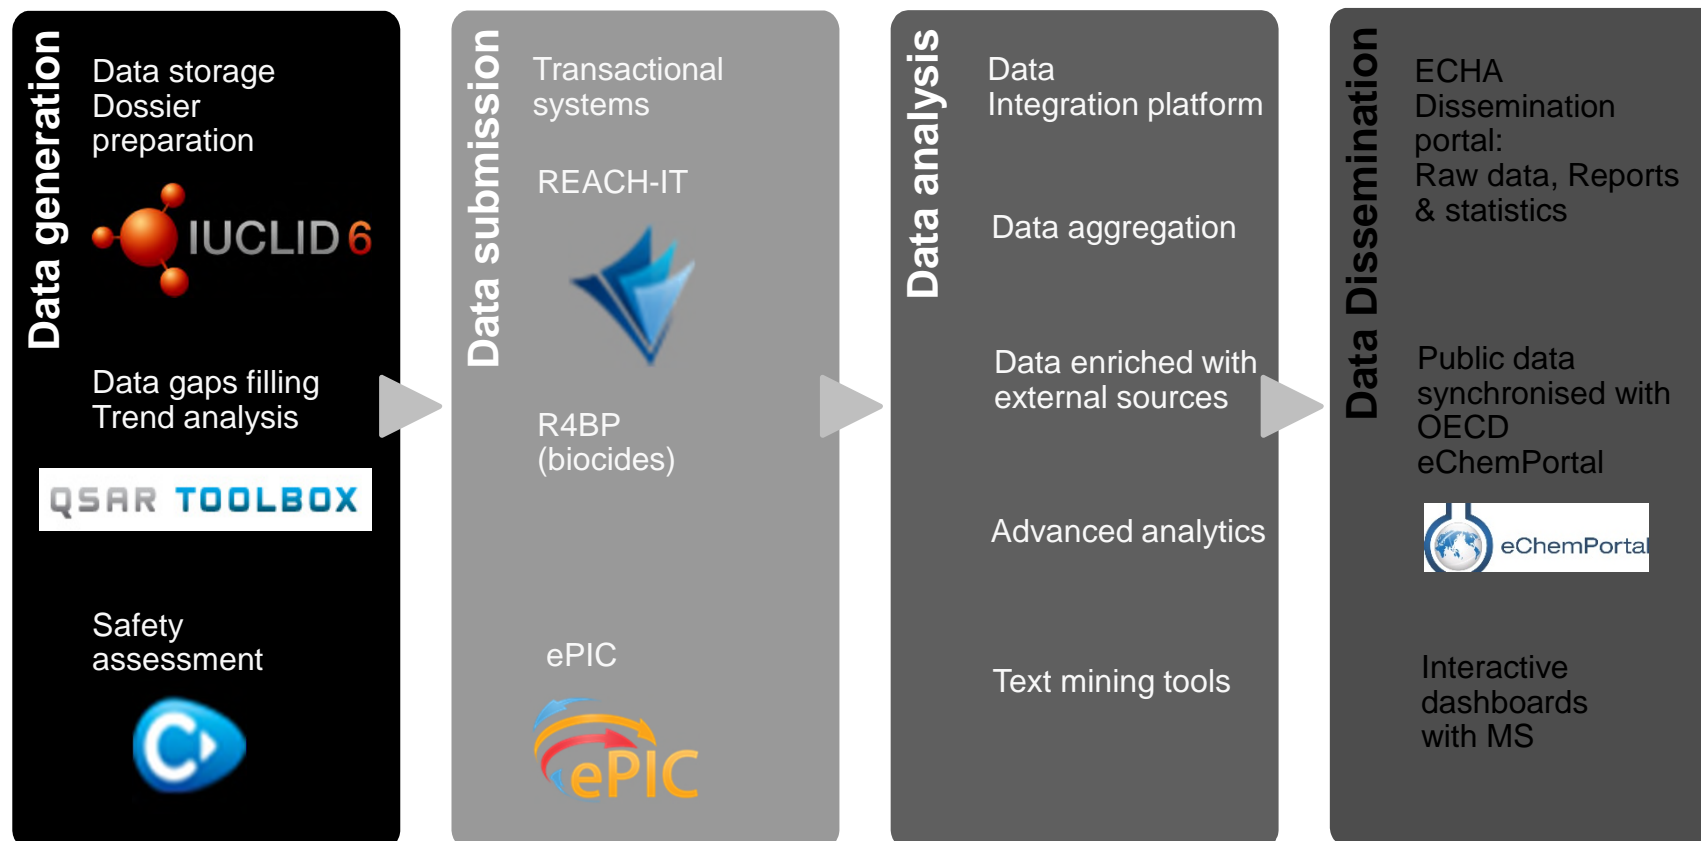 Data generation
Data storage
Dossier
preparation
IUCLID 6
Data gaps filling
Trend analysis
QSAR TOOLBOX
Safety
assessment
C
Data submission
Transactional
systems
REACH-IT
R4BP
(biocides)
ePIC
ePIC
Data analysis
Data
Integration platform
Data aggregation
Data enriched with
external sources
Advanced analytics
Text mining tools
Data Dissemination
ECHA
Dissemination
portal:
Raw data, Reports
& statistics
Public data
synchronised with
OECD
eChemPortal
eChemPortal
Interactive
dashboards
with MS